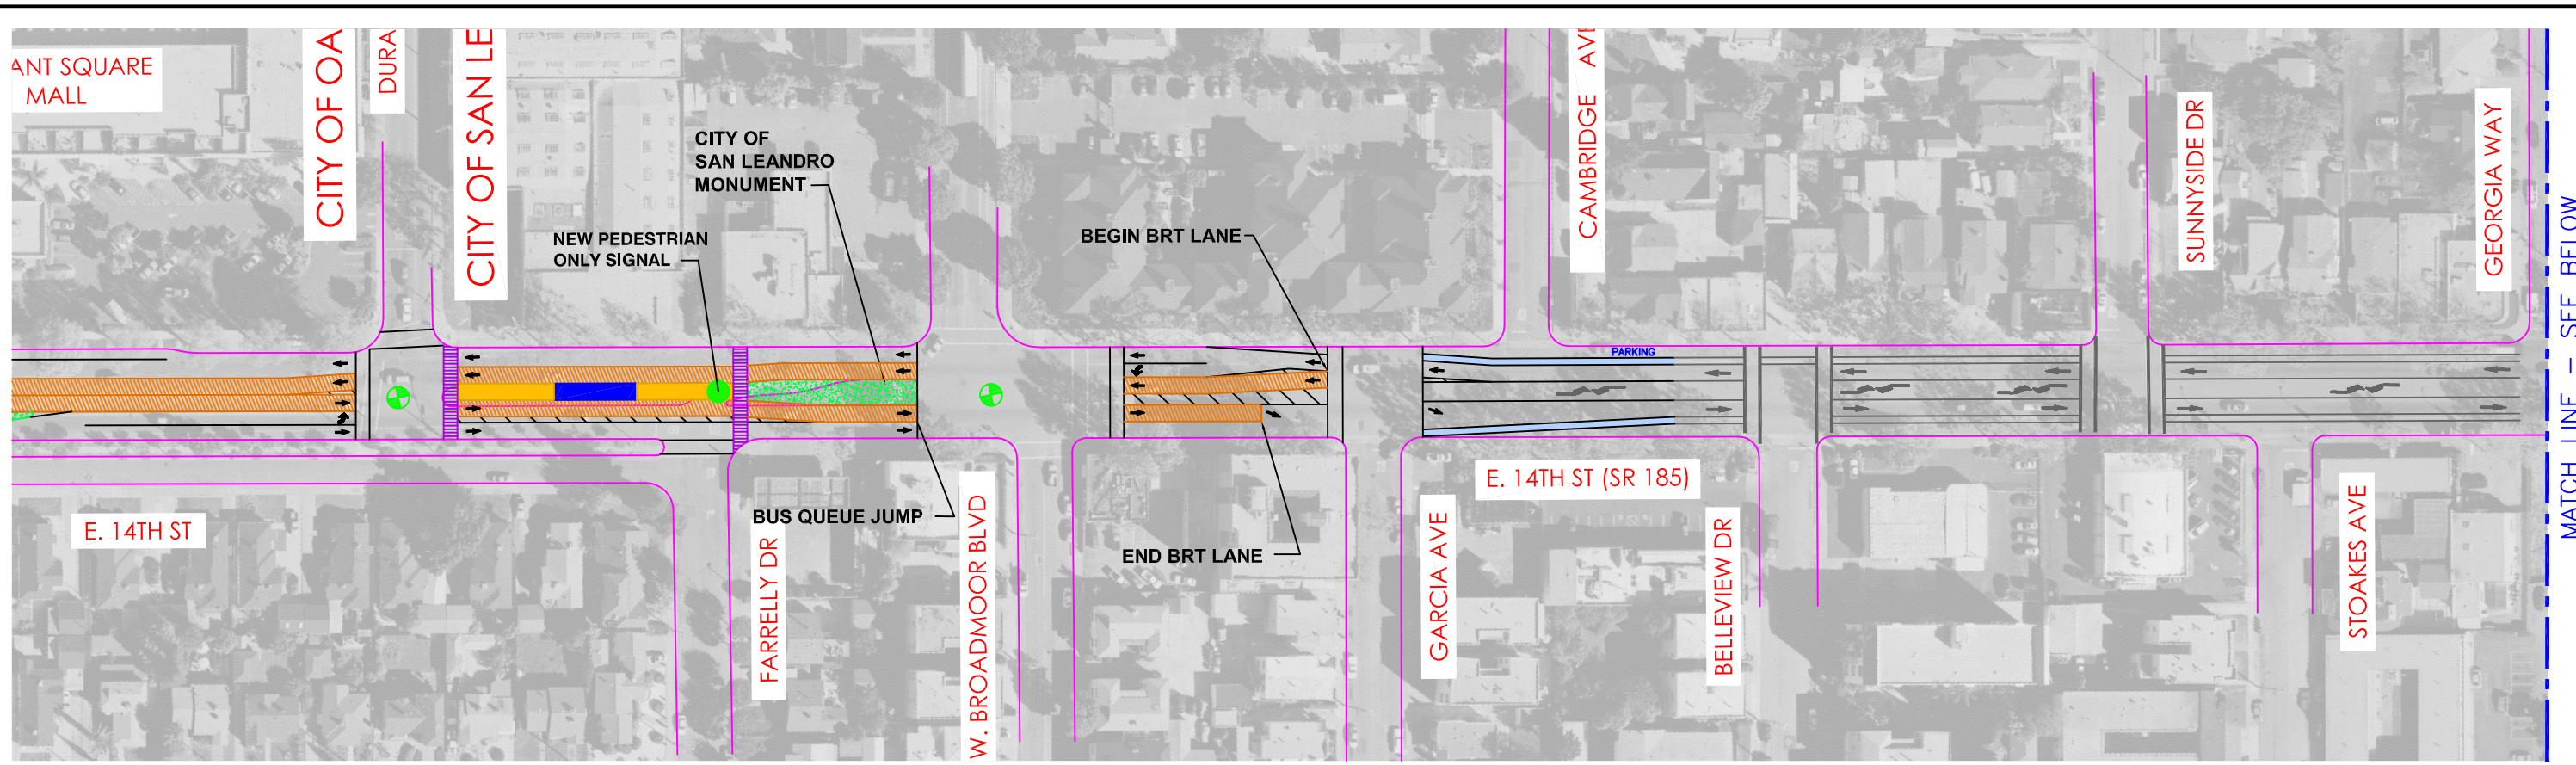 ANT SQUARE
MALL
CITY OF OA
DURA
CITY OF SAN LE
CITY OF
SAN LEANDRO
MONUMENT
NEW PEDESTRIAN
ONLY SIGNAL
BEGIN BRT LANE
CAMBRIDGE AVE
SUNNYSIDE DR
GEORGIA WAY
MATCH LINE - SEE BELOW
PARKING
E. 14TH ST
BUS QUEUE JUMP
FARRELLY DR
W. BROADMOOR BLVD
END BRT LANE
GARCIA AVE
E. 14TH ST (SR 185)
BELLEVIEW DR
STOAKES AVE